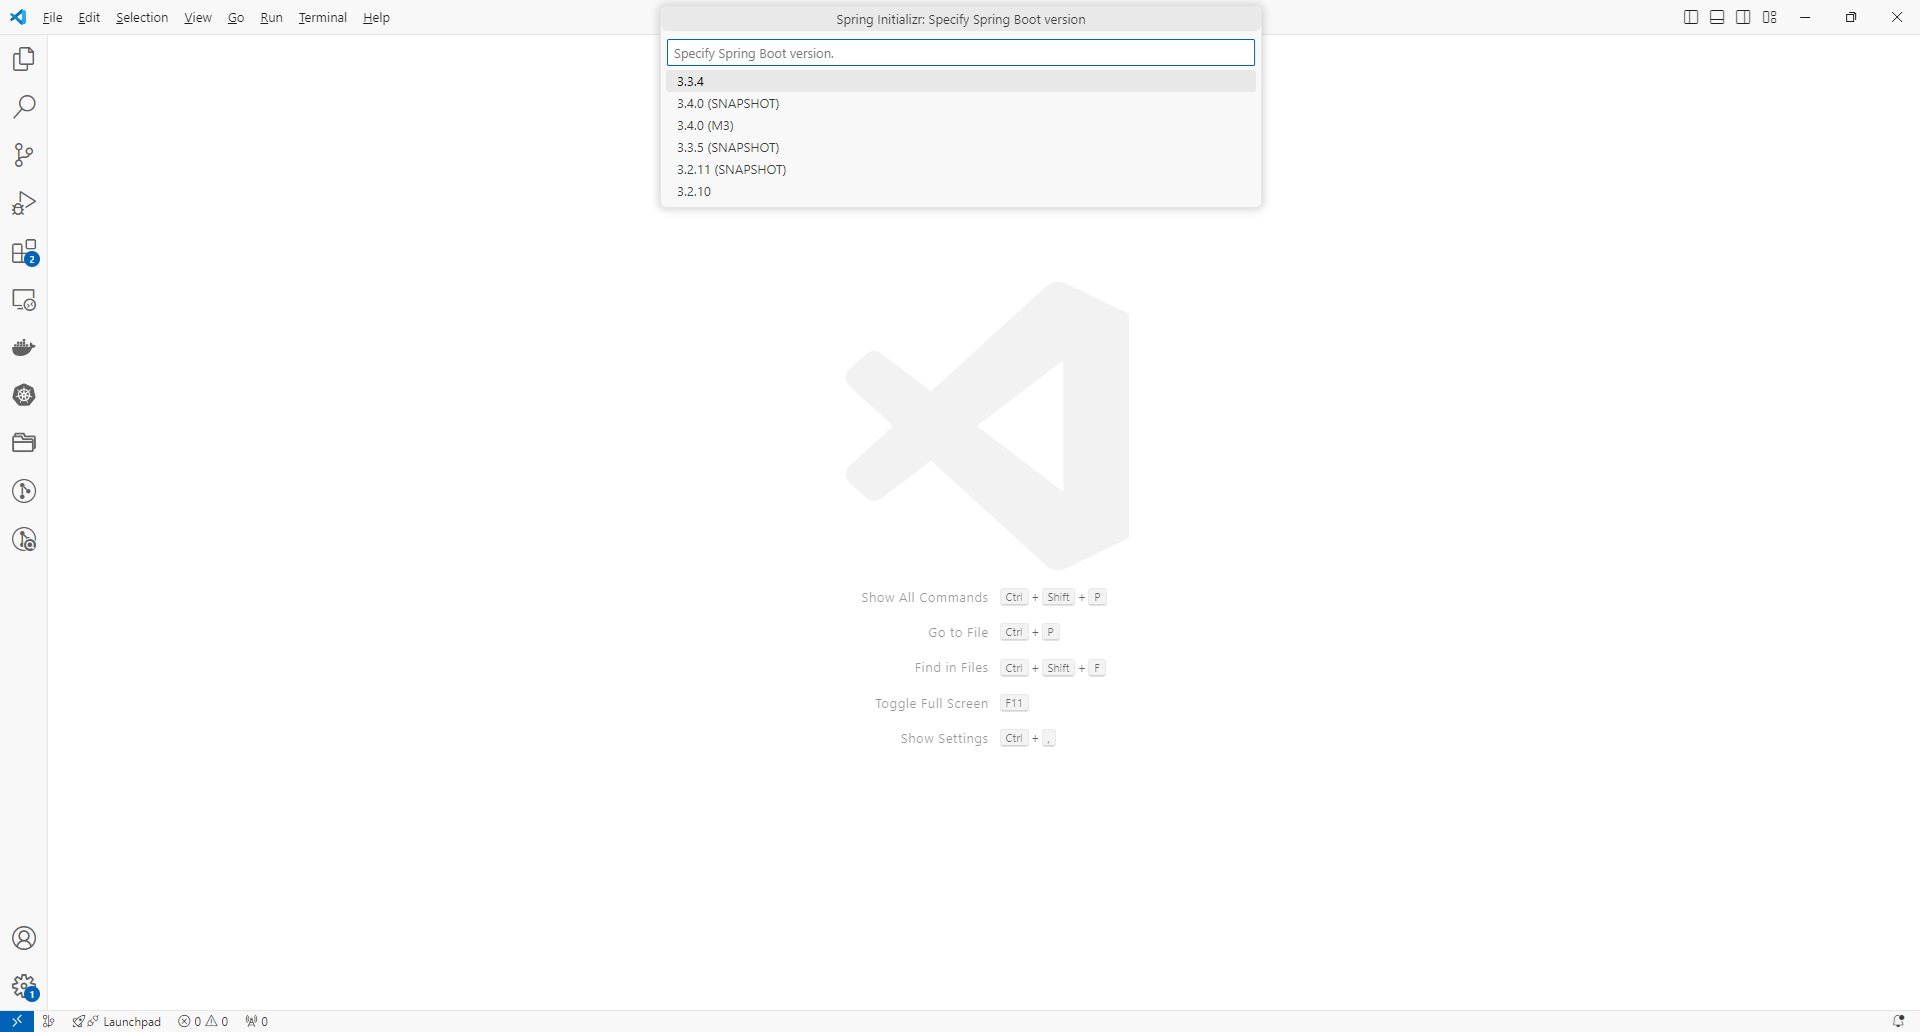 File Edit Selection View Go Run Terminal Help
Spring Initializr: Specify Spring Boot version
Specify Spring Boot version.
3.3.4
3.4.0 (SNAPSHOT)
3.4.0 (M3)
3.3.5 (SNAPSHOT)
3.2.11 (SNAPSHOT)
3.2.10
2
Show All Commands Ctrl + Shift + P
Go to File Ctrl + P
Find in Files Ctrl + Shift + F
Toggle Full Screen F11
Show Settings Ctrl + ,
1
Launchpad 0 0 0